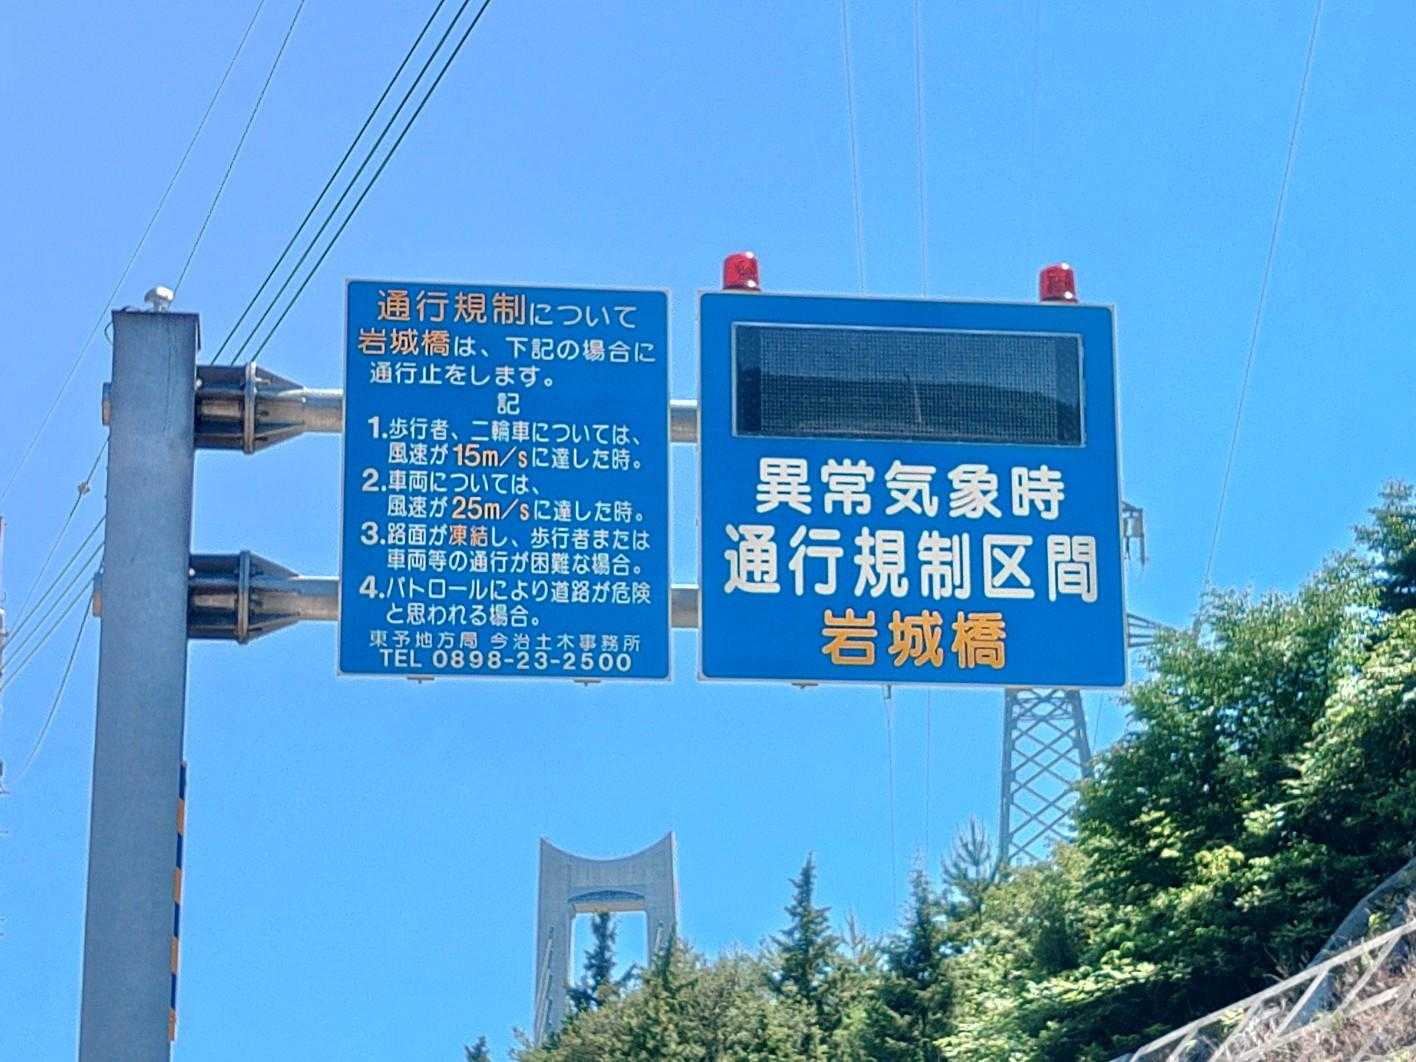 通行規制について
岩城橋は、下記の場合に
通行止をします。
記
1.歩行者、二輪車については、
風速が15m/sに達した時。
2.車両については、
風速が25m/sに達した時。
3.路面が凍結し、歩行者または
車両等の通行が困難な場合。
4.パトロールにより道路が危険
と思われる場合。
東予地方局 今治土木事務所
TEL 0898-23-2500
異常気象時
通行規制区間
岩城橋